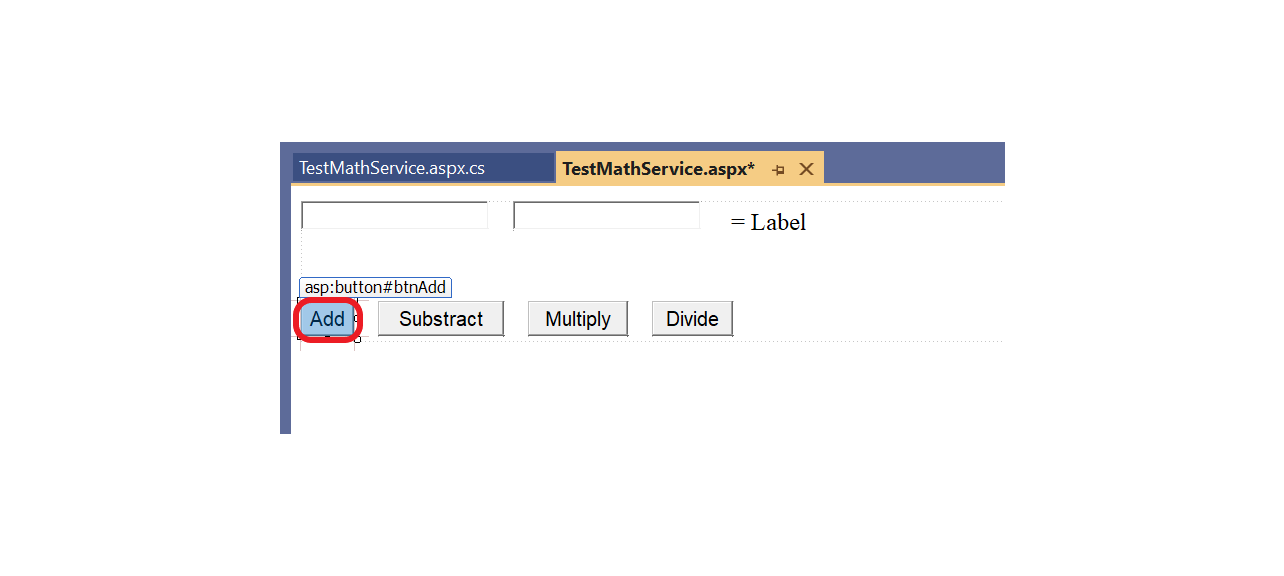 TestMathService.aspx.cs
TestMathService.aspx*
= Label
asp:button#btnAdd
Add
Substract
Multiply
Divide